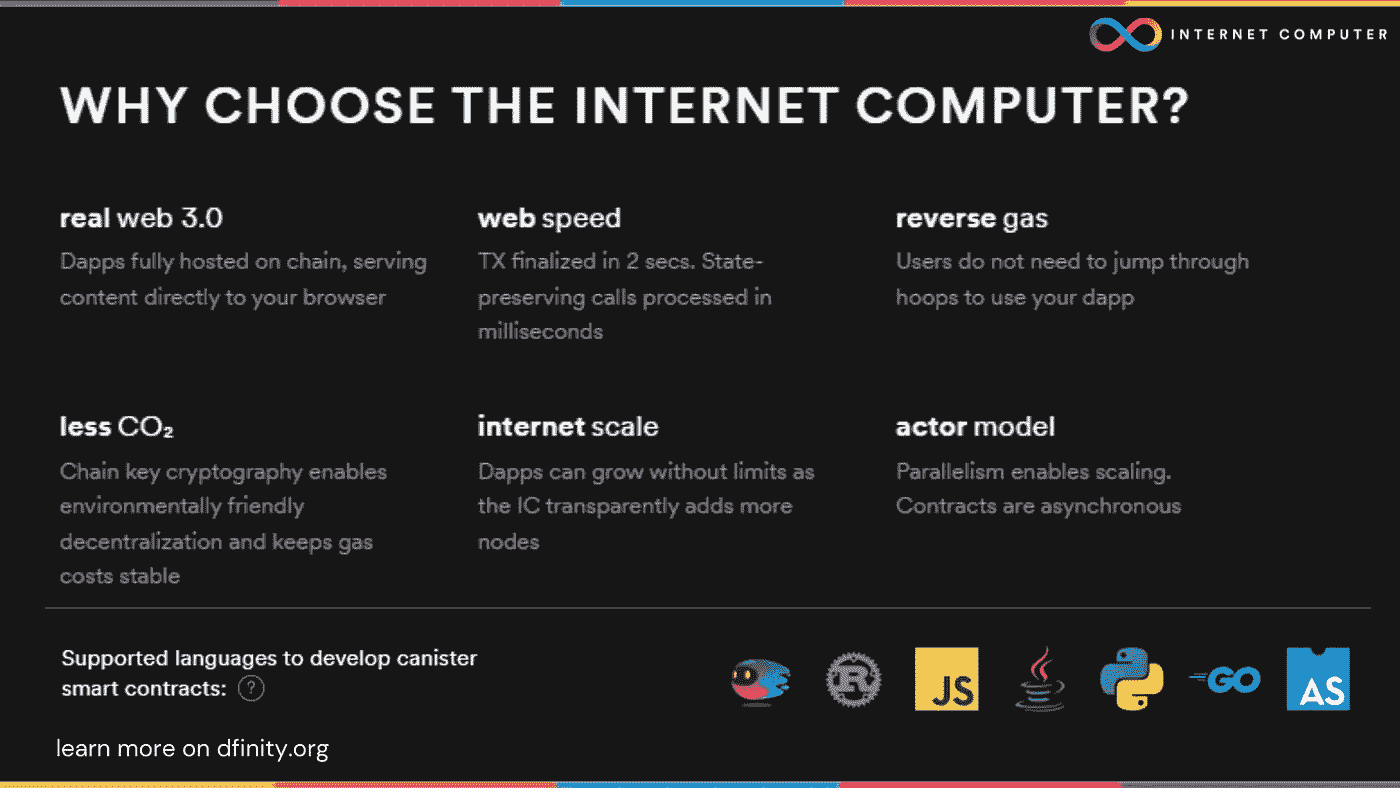 INTERNET COMPUTER
WHY CHOOSE THE INTERNET COMPUTER?
real web 3.0
Dapps fully hosted on chain, serving
content directly to your browser
web speed
TX finalized in 2 secs. State-
preserving calls processed in
milliseconds
reverse gas
Users do not need to jump through
hoops to use your dapp
less CO₂
Chain key cryptography enables
environmentally friendly
decentralization and keeps gas
costs stable
internet scale
Dapps can grow without limits as
the IC transparently adds more
nodes
actor model
Parallelism enables scaling.
Contracts are asynchronous
Supported languages to develop canister
smart contracts: ?
R
JS
GO
AS
learn more on dfinity.org